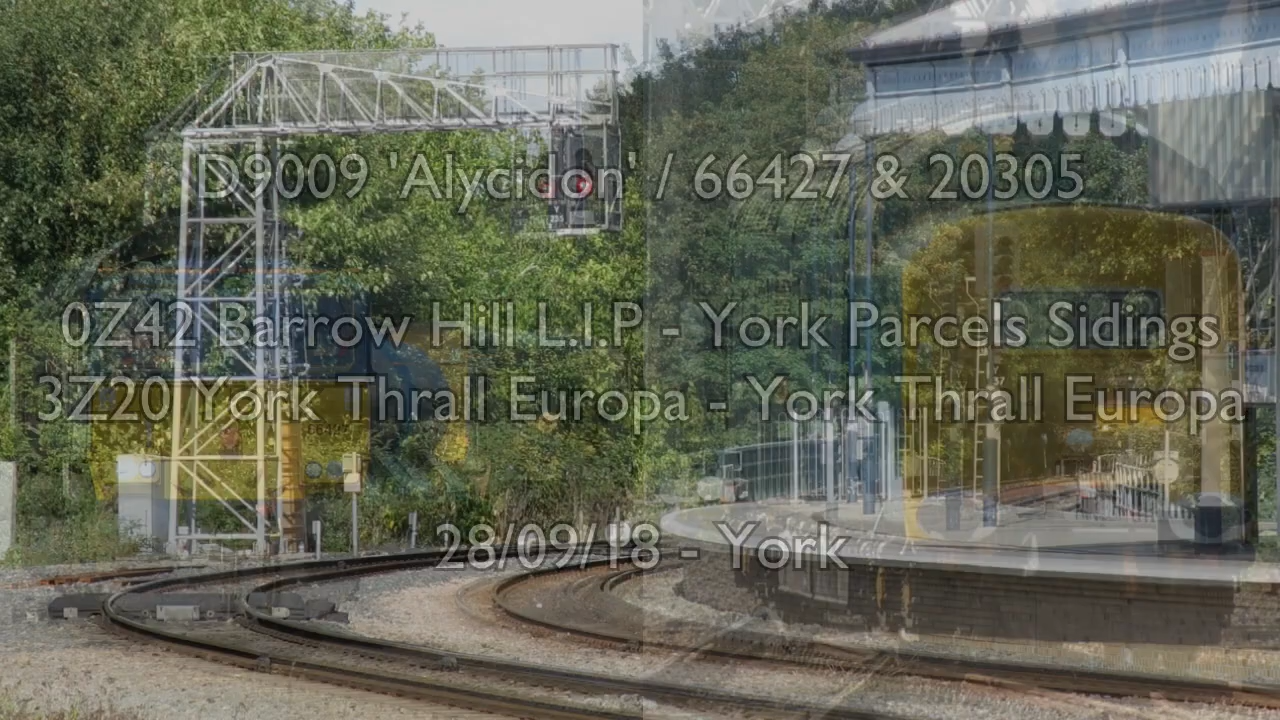 D9009 'Alycidon' / 66427 & 20305
0Z42 Barrow Hill L.I.P - York Parcels Sidings
3Z20 York Thrall Europa - York Thrall Europa
28/09/18 - York